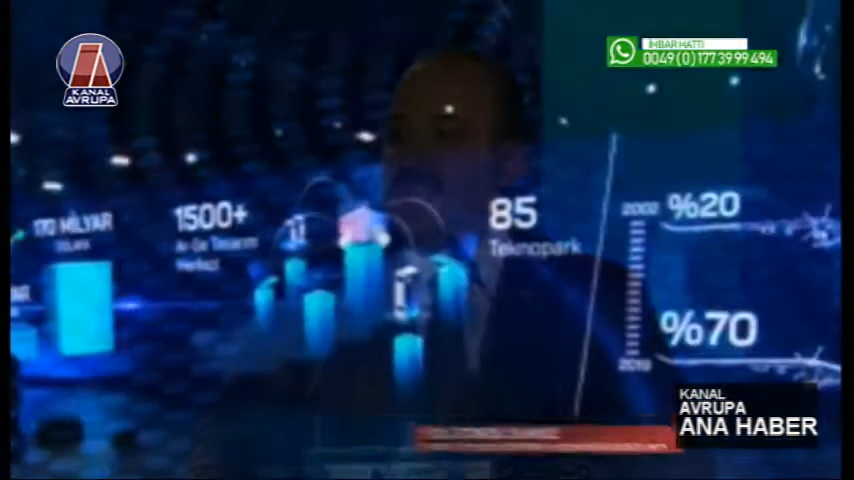 KANAL
AVRUPA
İHBAR HATTI
0049 (0) 177 39 99 494
170 MİLYAR
1500+
Ar-Ge Tasarım
Merkezi
85
Teknopark
2002
%20
%70
2019
KANAL
AVRUPA
ANA HABER